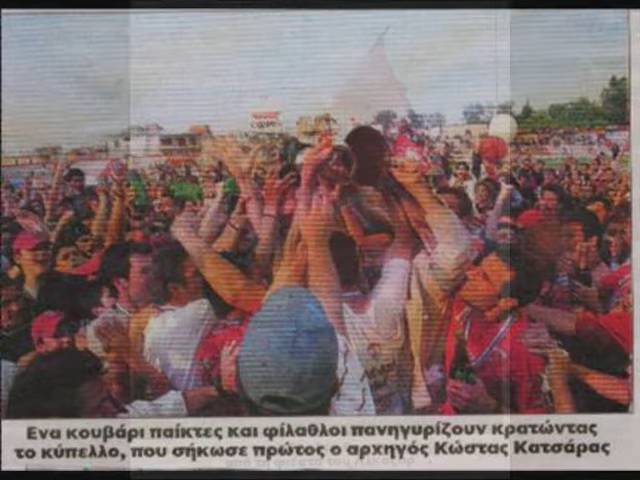 Ενα κουβάρι παίκτες και φίλαθλοι πανηγυρίζουν κρατώντας
το κύπελλο, που σήκωσε πρώτος ο αρχηγός Κώστας Κατσάρας